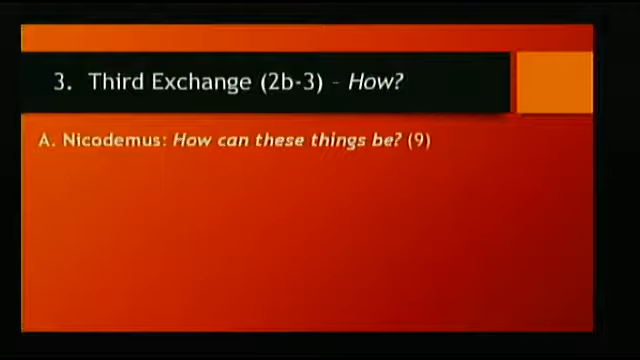 3. Third Exchange (2b-3) – How?
A. Nicodemus: How can these things be? (9)